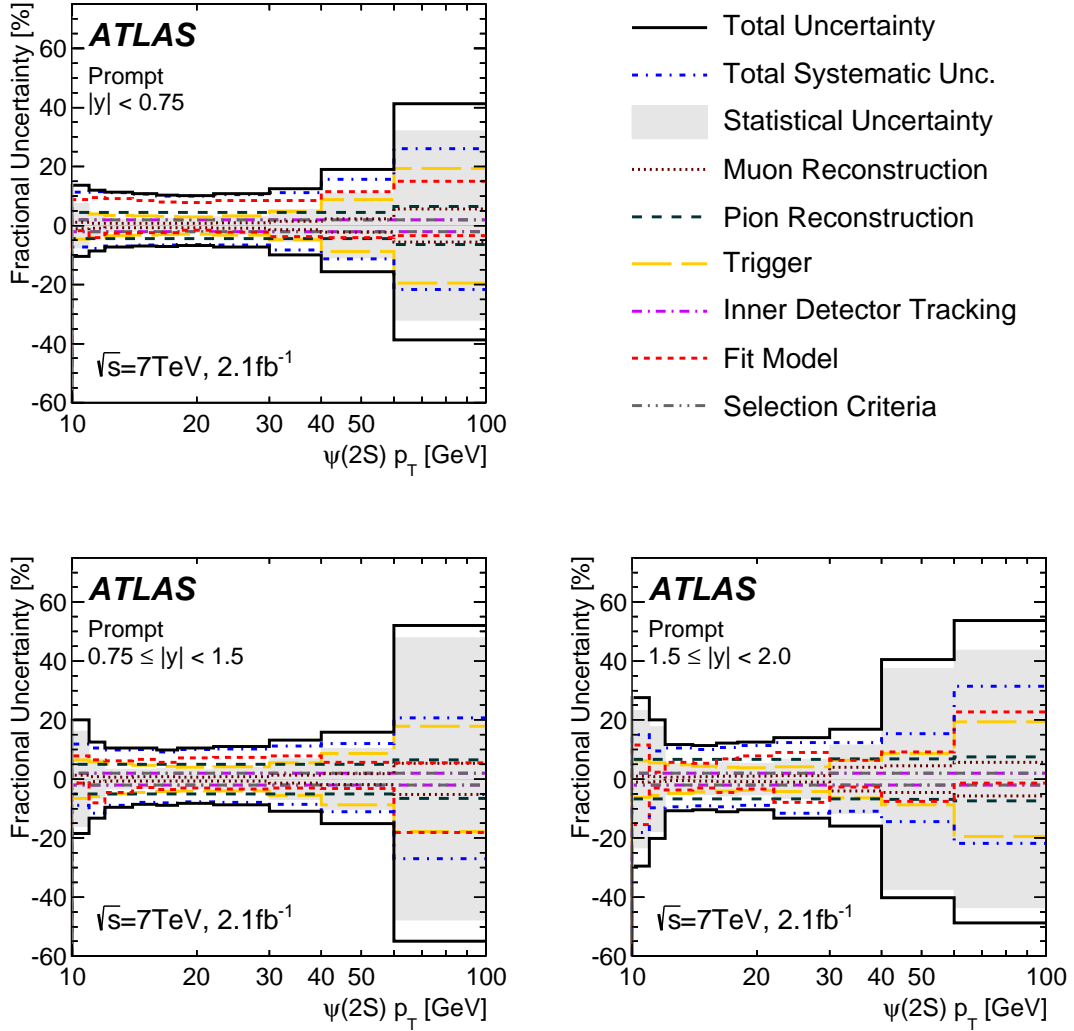 Fractional Uncertainty [%]
60
40
20
0
-20
-40
-60
ATLAS
Prompt
|y| < 0.75
√s=7TeV, 2.1fb⁻¹
10 20 30 40 50 100
ψ(2S) p_T [GeV]
Total Uncertainty
Total Systematic Unc.
Statistical Uncertainty
Muon Reconstruction
Pion Reconstruction
Trigger
Inner Detector Tracking
Fit Model
Selection Criteria
Fractional Uncertainty [%]
60
40
20
0
-20
-40
-60
ATLAS
Prompt
0.75 ≤ |y| < 1.5
√s=7TeV, 2.1fb⁻¹
10 20 30 40 50 100
ψ(2S) p_T [GeV]
Fractional Uncertainty [%]
60
40
20
0
-20
-40
-60
ATLAS
Prompt
1.5 ≤ |y| < 2.0
√s=7TeV, 2.1fb⁻¹
10 20 30 40 50 100
ψ(2S) p_T [GeV]